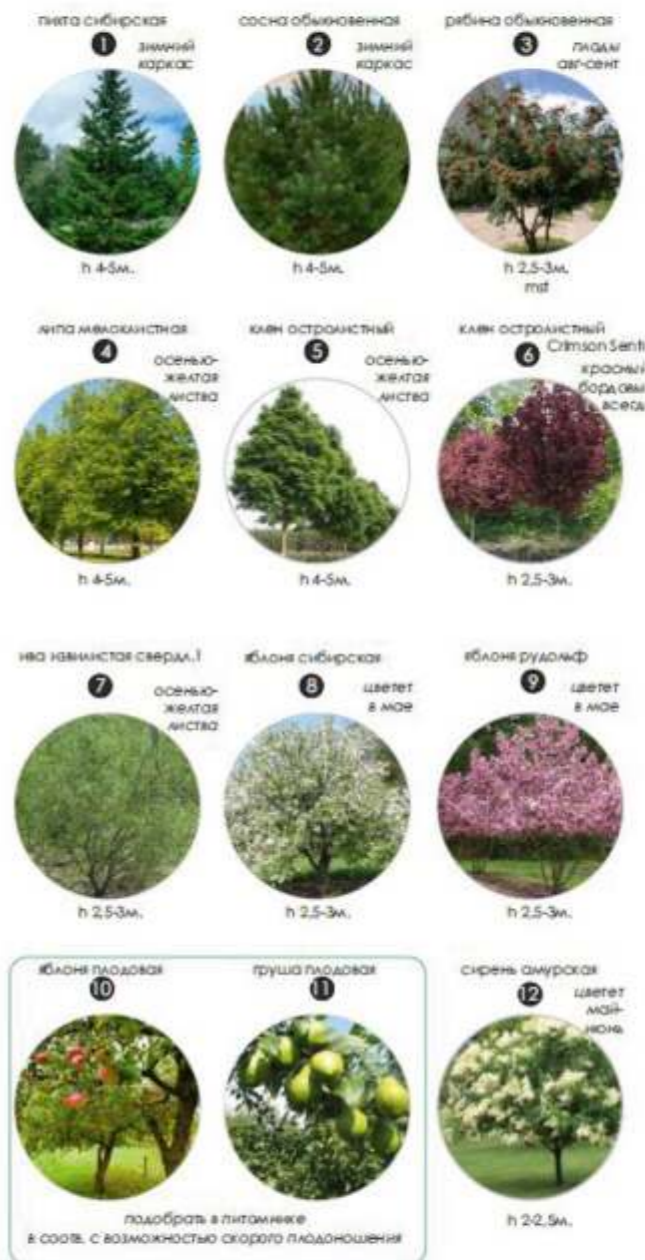 пихта сибирская
1
зимний
каркас
h 4-5м.
сосна обыкновенная
2
зимний
каркас
h 4-5м.
рябина обыкновенная
3
плоды
авг-сент
h 2,5-3м.
mst
липа мелколистная
4
осенью-
желтая
листва
h 4-5м.
клен остролистный
5
осенью-
желтая
листва
h 4-5м.
клен остролистный
6
Crimson Sent
красный
бордовы
всегд
h 2,5-3м.
ива извилистая свердл.1
7
осенью-
желтая
листва
h 2,5-3м.
яблоня сибирская
8
цветет
в мае
h 2,5-3м.
яблоня рудольф
9
цветет
в мае
h 2,5-3м.
яблоня плодовая
10
груша плодовая
11
подобрать в питомнике
в соотв. с возможностью скорого плодоношения
сирень амурская
12
цветет
май-
июнь
h 2-2,5м.